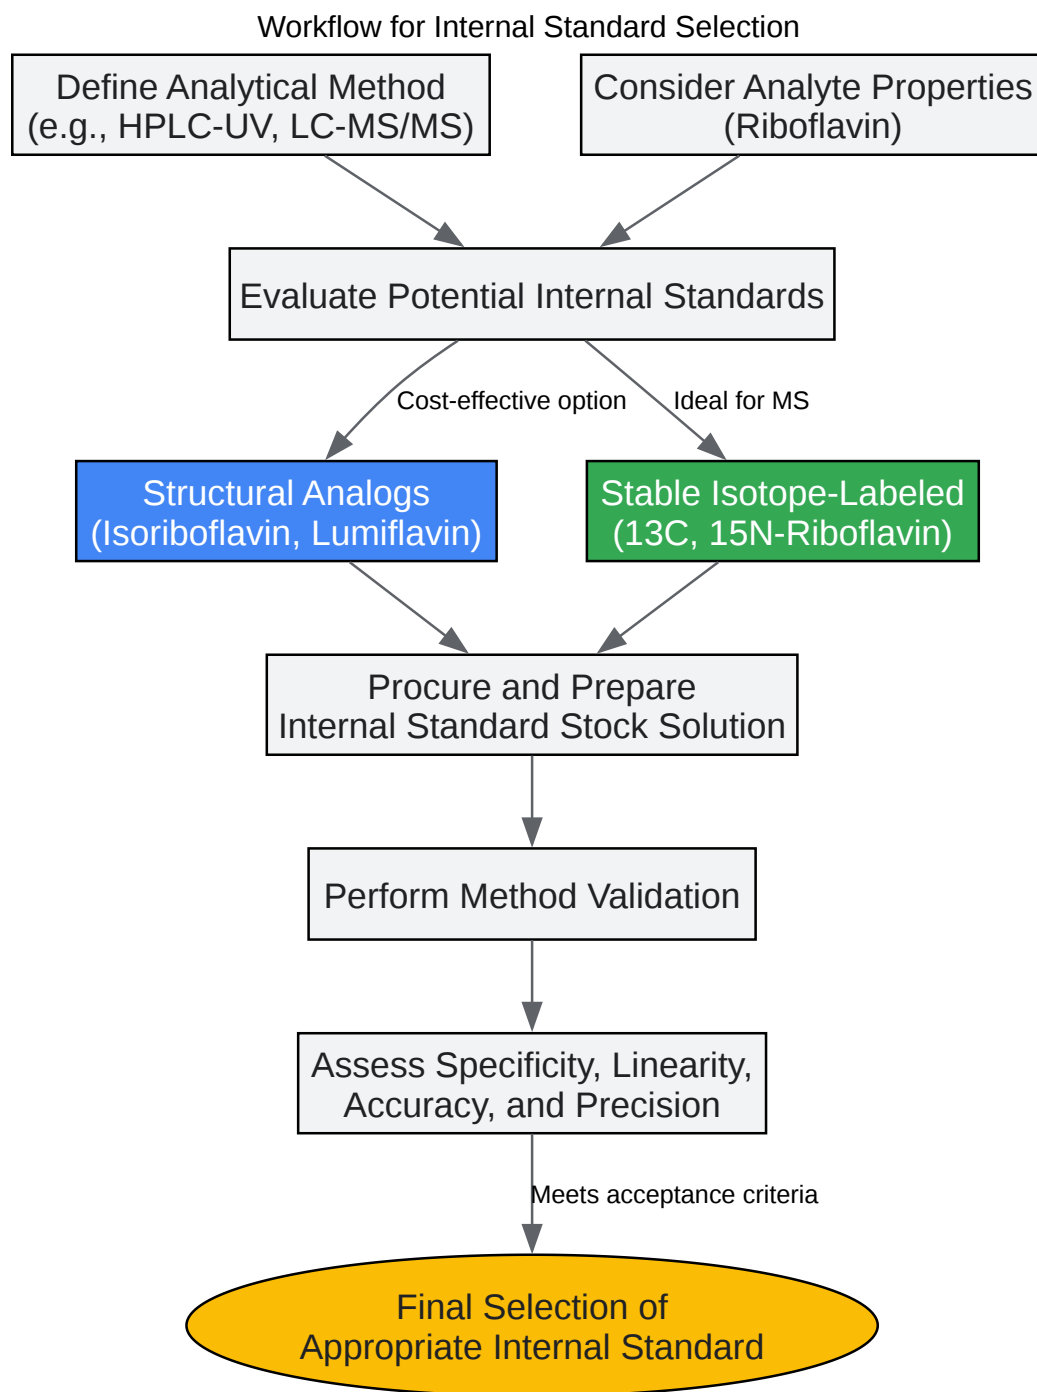 Workflow for Internal Standard Selection
Define Analytical Method
(e.g., HPLC-UV, LC-MS/MS)
Consider Analyte Properties
(Riboflavin)
Evaluate Potential Internal Standards
Cost-effective option
Ideal for MS
Structural Analogs
(Isoriboflavin, Lumiflavin)
Stable Isotope-Labeled
(13C, 15N-Riboflavin)
Procure and Prepare
Internal Standard Stock Solution
Perform Method Validation
Assess Specificity, Linearity,
Accuracy, and Precision
Meets acceptance criteria
Final Selection of
Appropriate Internal Standard